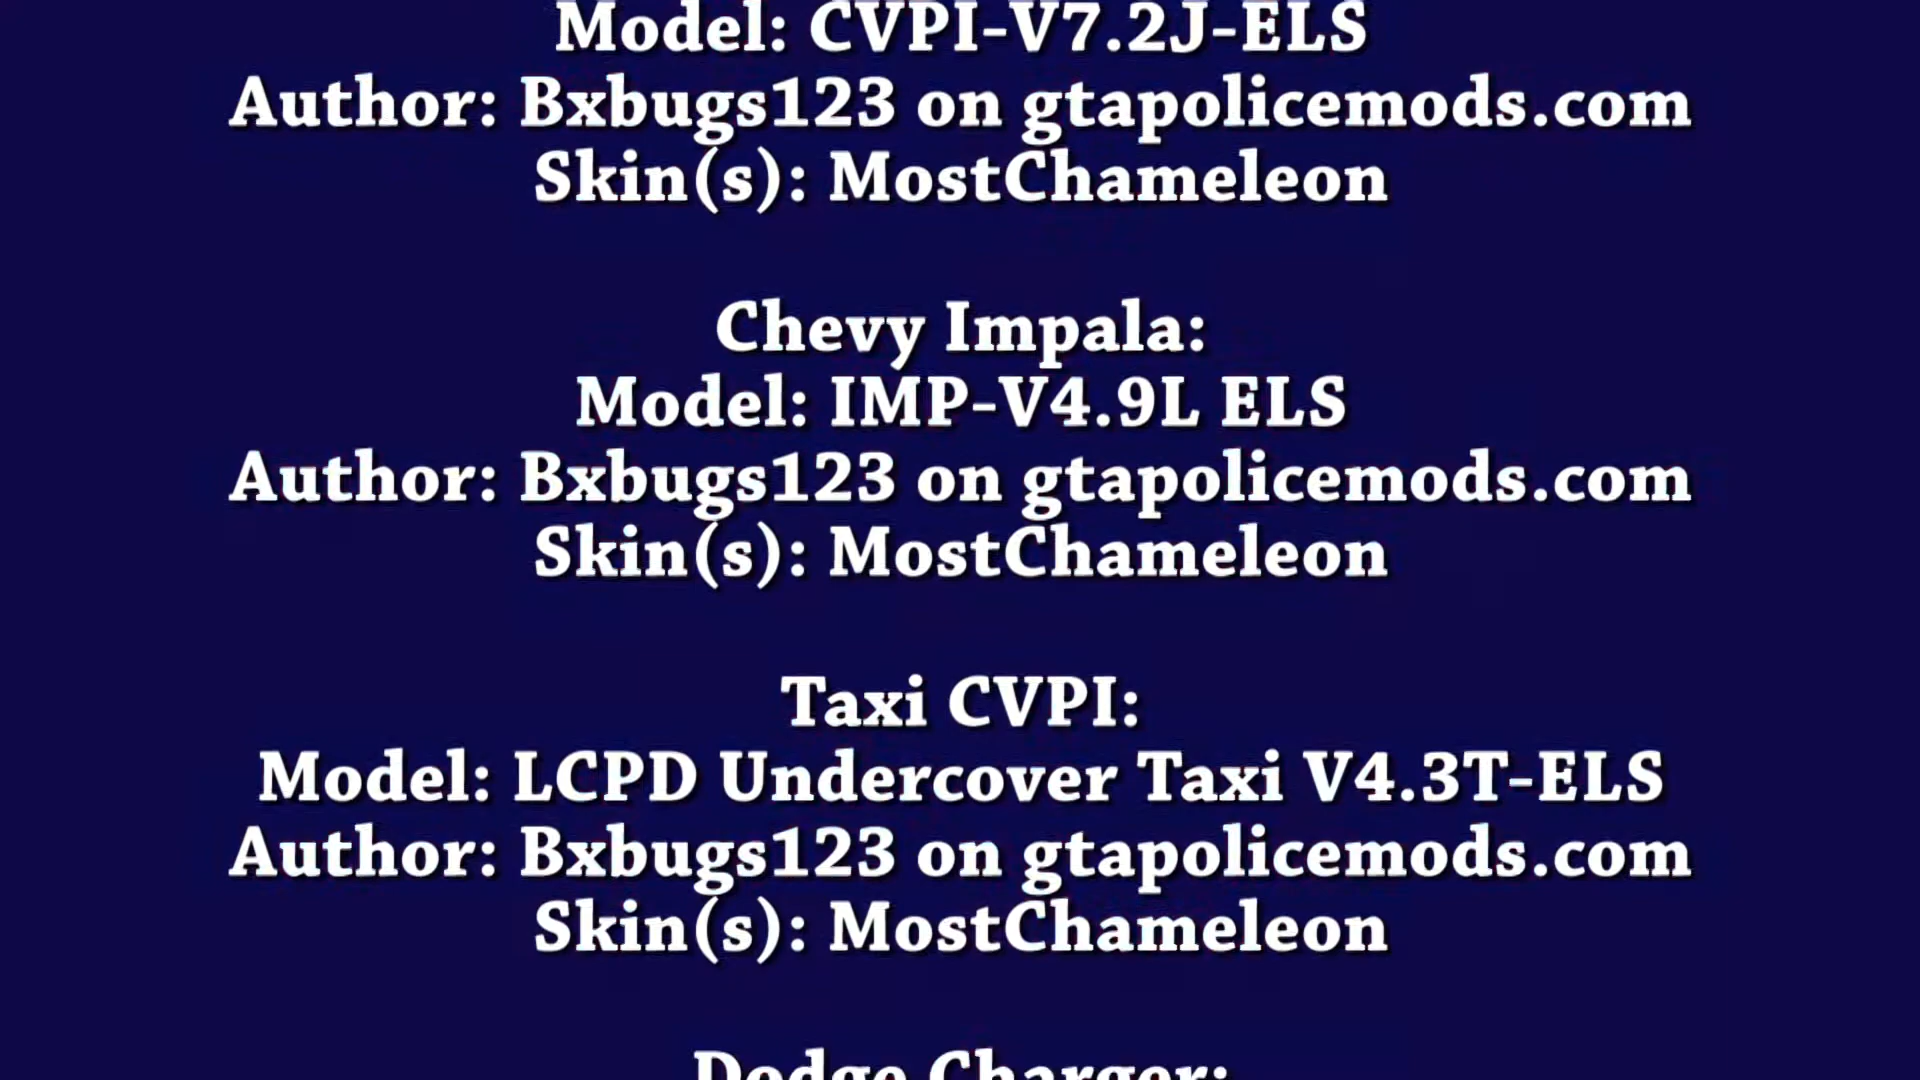 Model: CVPI-V7.2J-ELS
Author: Bxbugs123 on gtapolicemods.com
Skin(s): MostChameleon
Chevy Impala:
Model: IMP-V4.9L ELS
Author: Bxbugs123 on gtapolicemods.com
Skin(s): MostChameleon
Taxi CVPI:
Model: LCPD Undercover Taxi V4.3T-ELS
Author: Bxbugs123 on gtapolicemods.com
Skin(s): MostChameleon
Dodge Charger: